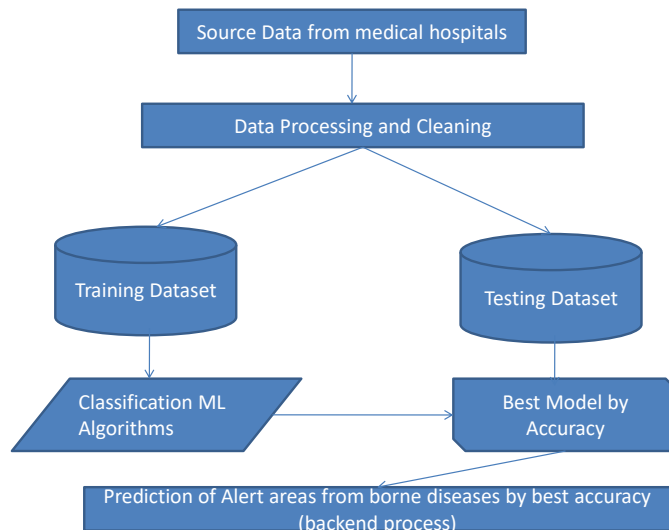 Source Data from medical hospitals
Data Processing and Cleaning
Training Dataset
Testing Dataset
Classification ML
Algorithms
Best Model by
Accuracy
Prediction of Alert areas from borne diseases by best accuracy
(backend process)